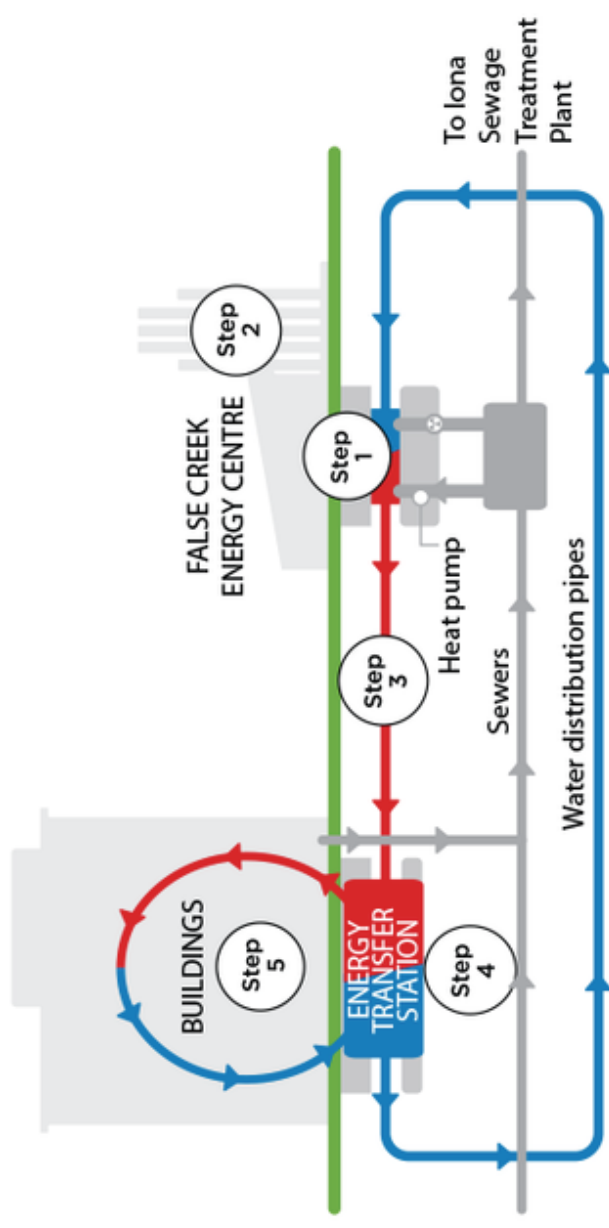 FALSE CREEK
ENERGY CENTRE
Step
2
Step
1
BUILDINGS
Step
5
Step
3
ENERGY
TRANSFER
STATION
Step
4
Heat pump
Sewers
To Iona
Sewage
Treatment
Plant
Water distribution pipes